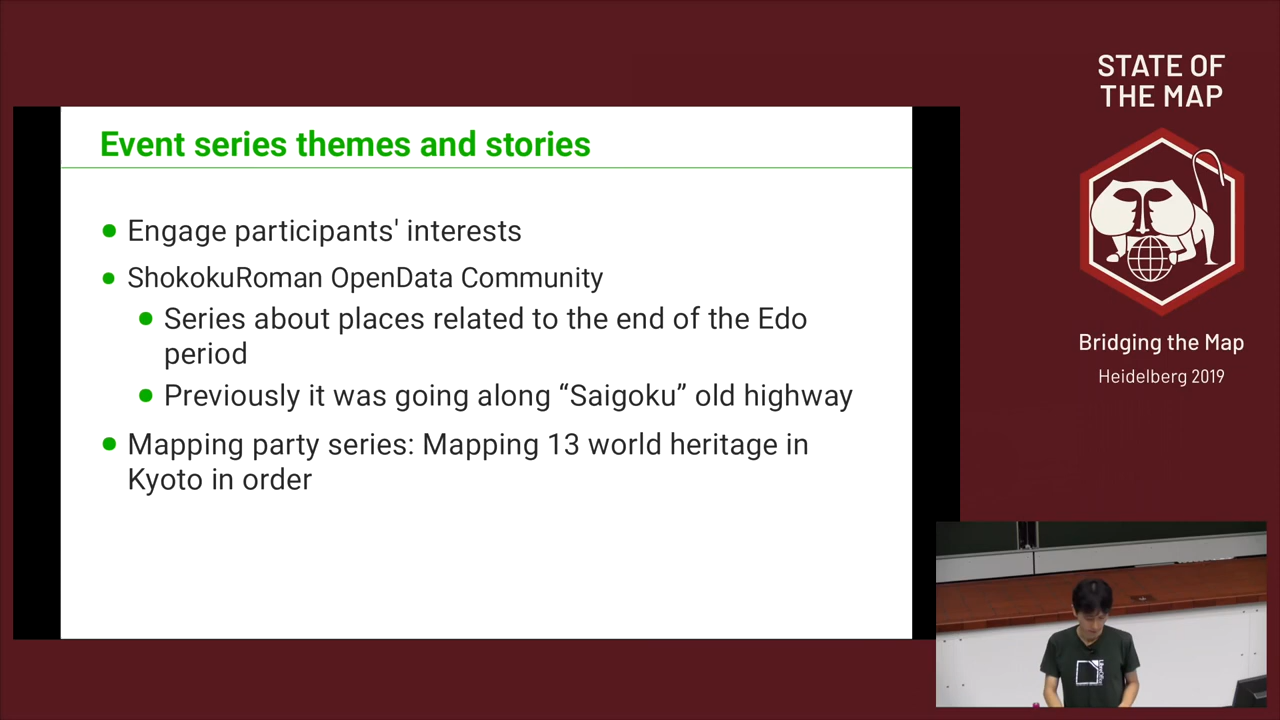 STATE OF
THE MAP
Event series themes and stories
Engage participants' interests
ShokokuRoman OpenData Community
Series about places related to the end of the Edo
period
Previously it was going along “Saigoku” old highway
Mapping party series: Mapping 13 world heritage in
Kyoto in order
Bridging the Map
Heidelberg 2019